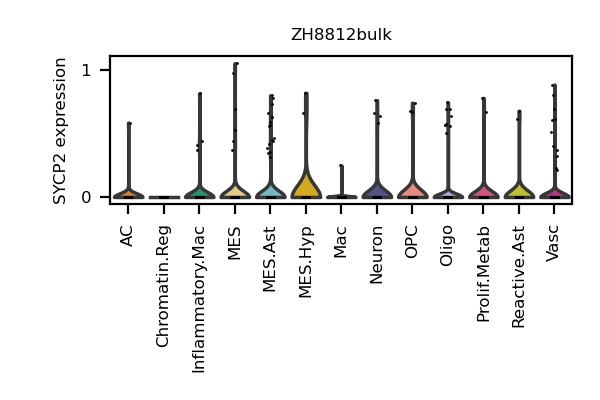 ZH8812bulk
SYCP2 expression
1
0
AC
Chromatin.Reg
Inflammatory.Mac
MES
MES.Ast
MES.Hyp
Mac
Neuron
OPC
Oligo
Prolif.Metab
Reactive.Ast
Vasc